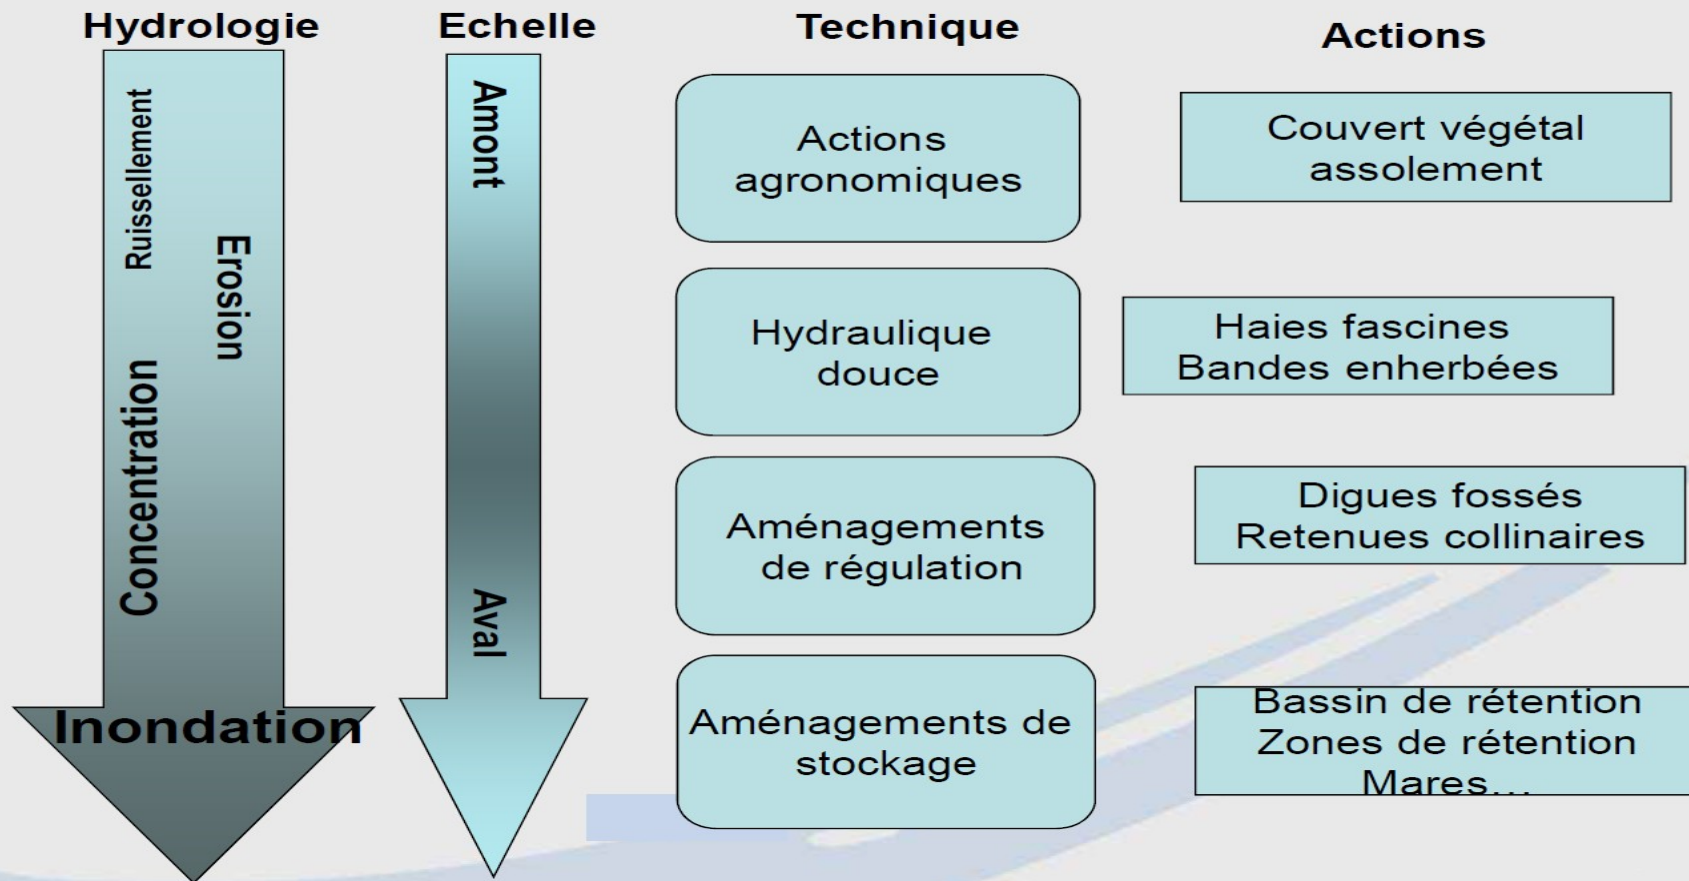 Hydrologie
Echelle
Technique
Actions
Ruissellement
Erosion
Concentration
Inondation
Amont
Aval
Actions
agronomiques
Couvert végétal
assolement
Hydraulique
douce
Haies fascines
Bandes enherbées
Aménagements
de régulation
Digues fossés
Retenues collinaires
Aménagements de
stockage
Bassin de rétention
Zones de rétention
Mares...